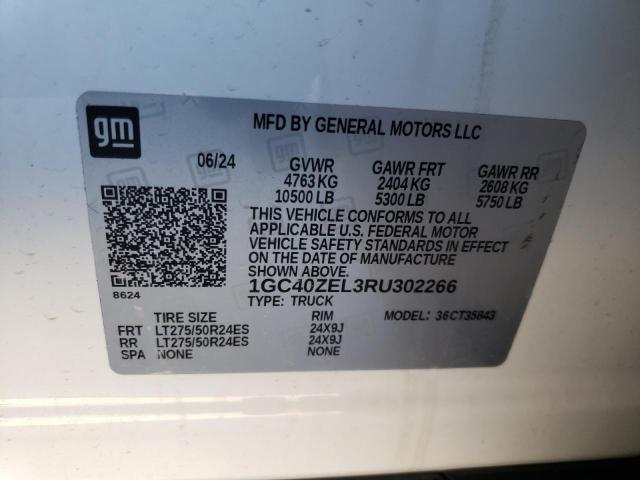 gm
MFD BY GENERAL MOTORS LLC
06/24 GVWR GAWR FRT GAWR RR
4763 KG 2404 KG 2608 KG
10500 LB 5300 LB 5750 LB
THIS VEHICLE CONFORMS TO ALL
APPLICABLE U.S. FEDERAL MOTOR
VEHICLE SAFETY STANDARDS IN EFFECT
ON THE DATE OF MANUFACTURE
SHOWN ABOVE.
8624
1GC40ZEL3RU302266
TYPE: TRUCK
TIRE SIZE RIM MODEL: 36CT35843
FRT LT275/50R24ES 24X9J
RR LT275/50R24ES 24X9J
SPA NONE NONE